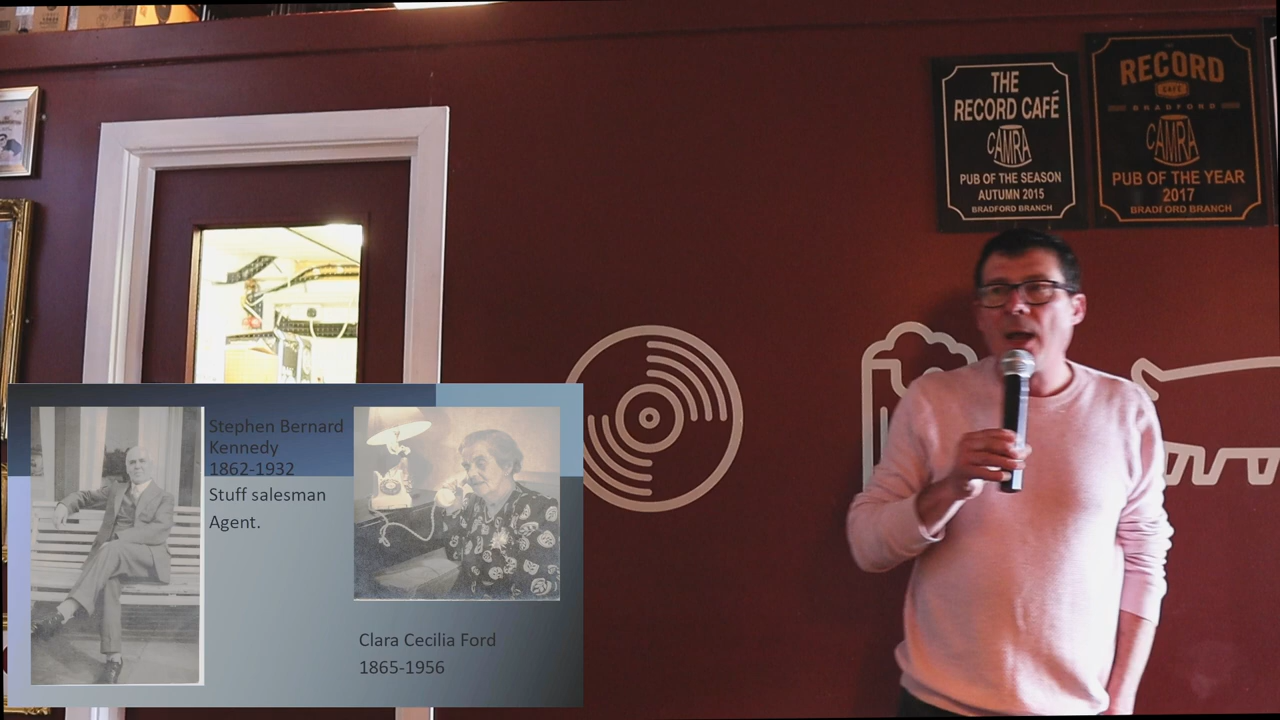 THE
RECORD CAFÉ
CAMRA
PUB OF THE SEASON
AUTUMN 2015
BRADFORD BRANCH
RECORD
CAFÉ
BRADFORD
CAMRA
PUB OF THE YEAR
2017
BRADFORD BRANCH
Stephen Bernard
Kennedy
1862-1932
Stuff salesman
Agent.
Clara Cecilia Ford
1865-1956